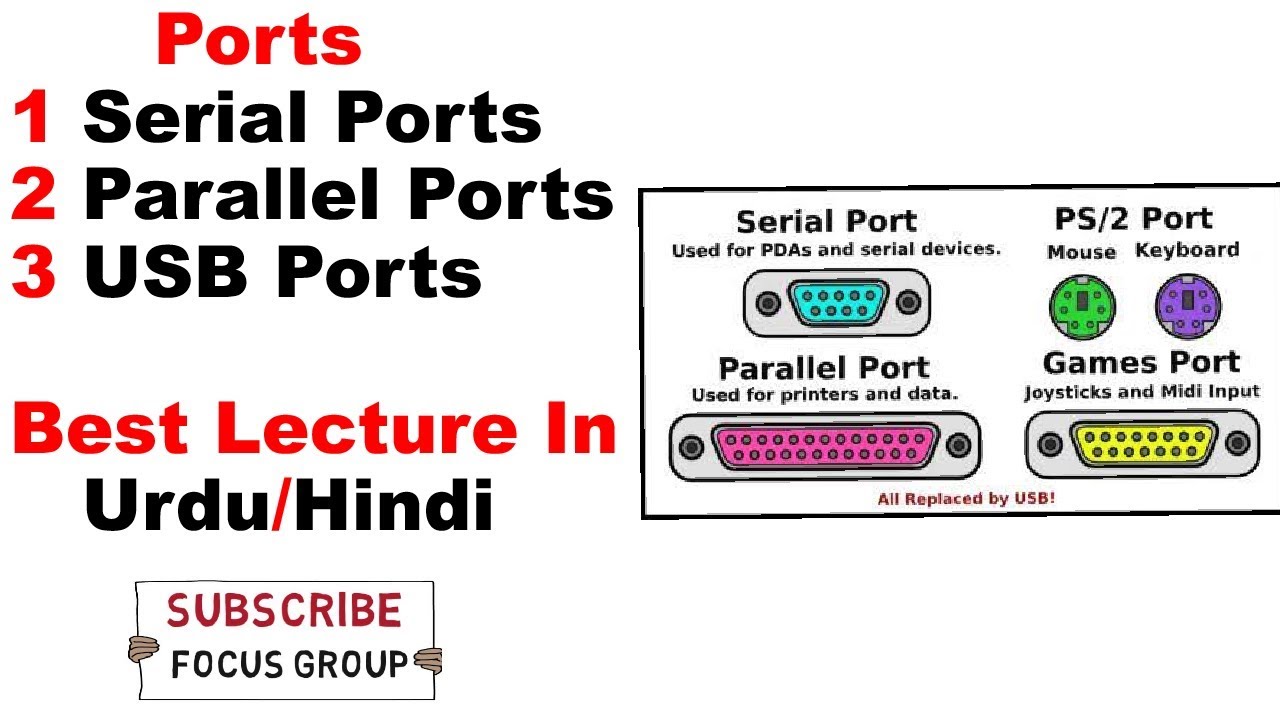 Ports
1 Serial Ports
2 Parallel Ports
3 USB Ports
Best Lecture In
Urdu/Hindi
SUBSCRIBE
FOCUS GROUP
Serial Port
Used for PDAs and serial devices.
PS/2 Port
Mouse Keyboard
Parallel Port
Used for printers and data.
Games Port
Joysticks and Midi Input
All Replaced by USB!